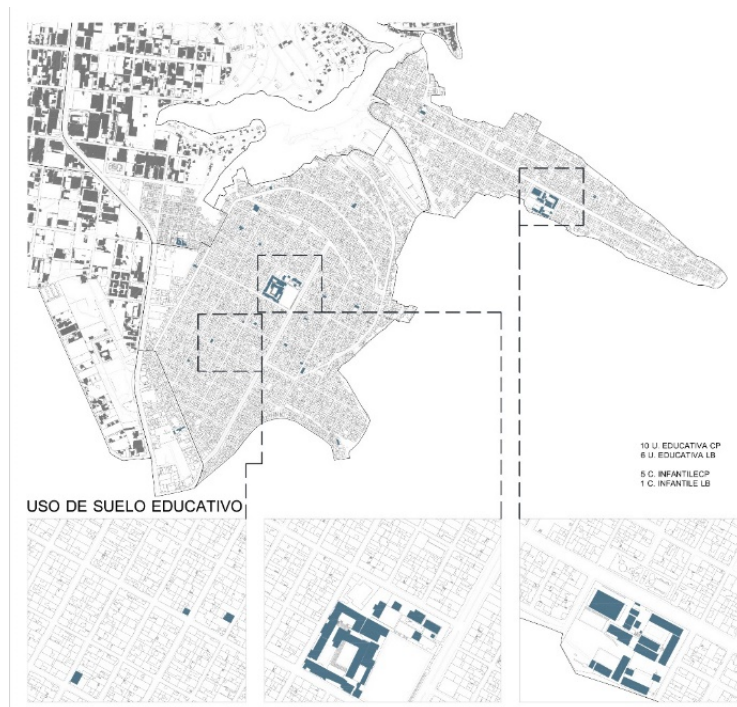 10 U. EDUCATIVA CP
6 U. EDUCATIVA LB
5 C. INFANTILECP
1 C. INFANTILE LB
USO DE SUELO EDUCATIVO